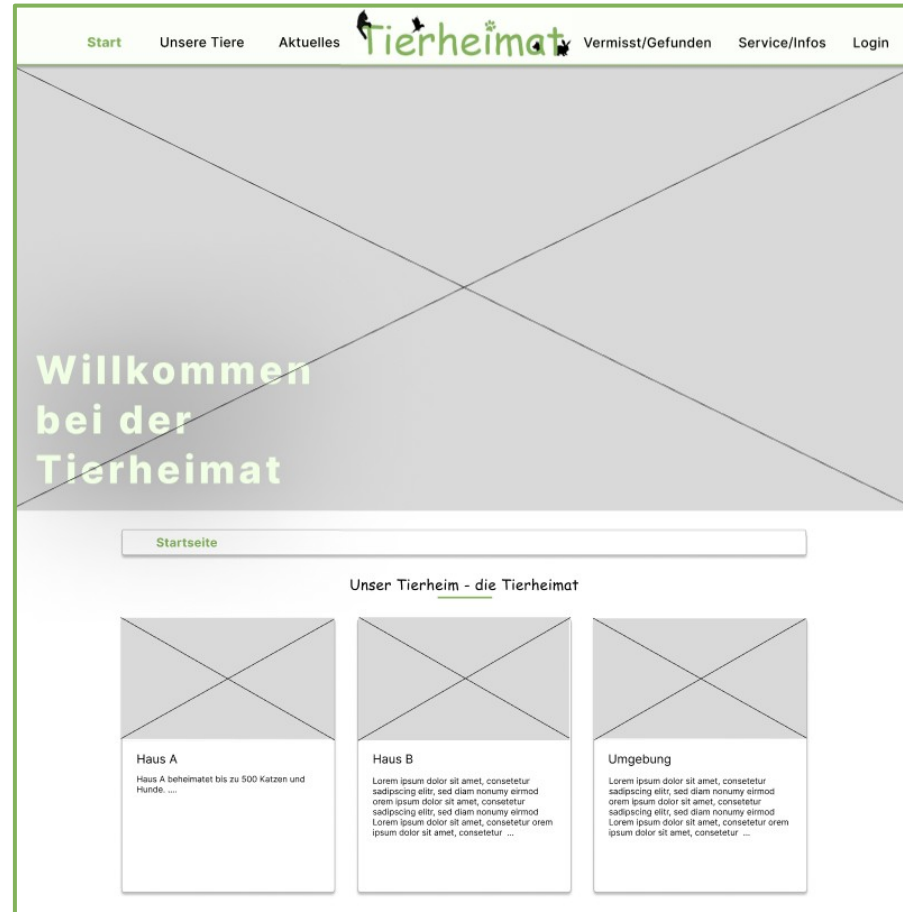 Start
Unsere Tiere
Aktuelles
Tierheimat
Vermisst/Gefunden
Service/Infos
Login
Willkommen
bei der
Tierheimat
Startseite
Unser Tierheim - die Tierheimat
Haus A
Haus A beheimatet bis zu 500 Katzen und
Hunde. ....
Haus B
Lorem ipsum dolor sit amet, consetetur
sadipscing elitr, sed diam nonumy eirmod
orem ipsum dolor sit amet, consetetur
sadipscing elitr, sed diam nonumy eirmod
Lorem ipsum dolor sit amet, consetetur orem
ipsum dolor sit amet, consetetur ...
Umgebung
Lorem ipsum dolor sit amet, consetetur
sadipscing elitr, sed diam nonumy eirmod
orem ipsum dolor sit amet, consetetur
sadipscing elitr, sed diam nonumy eirmod
Lorem ipsum dolor sit amet, consetetur orem
ipsum dolor sit amet, consetetur ...